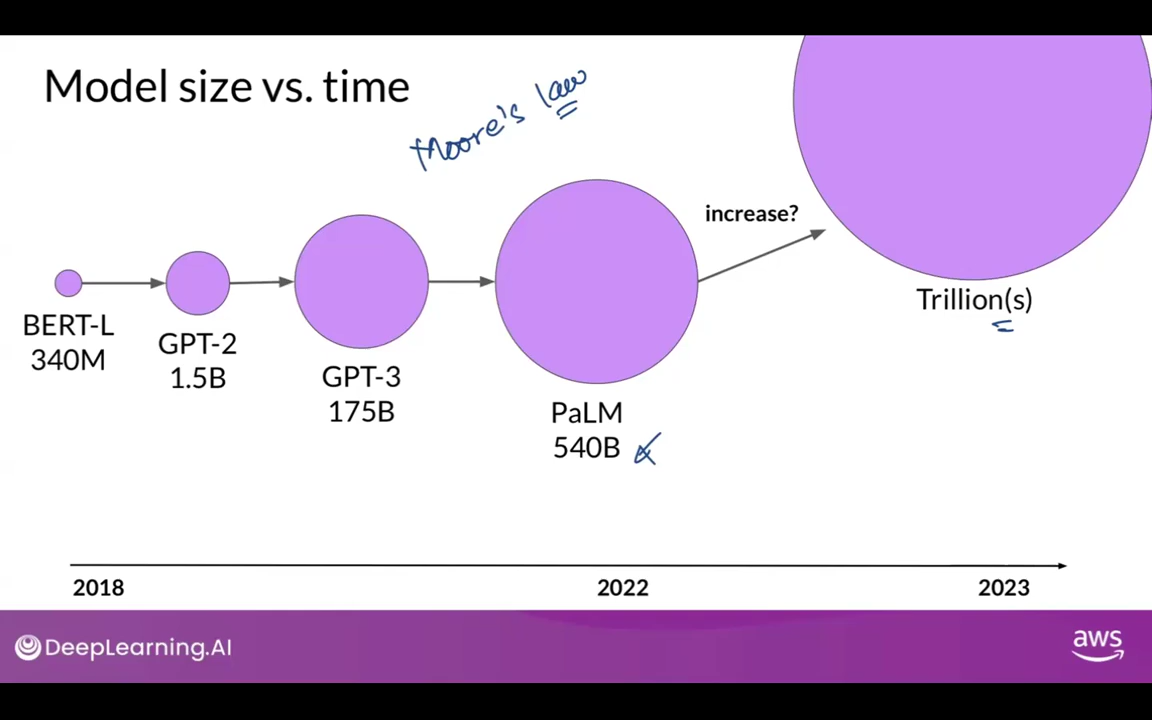 Model size vs. time
Moore's law
increase?
Trillion(s)
BERT-L
340M
GPT-2
1.5B
GPT-3
175B
PaLM
540B
2018
2022
2023
DeepLearning.AI
aws